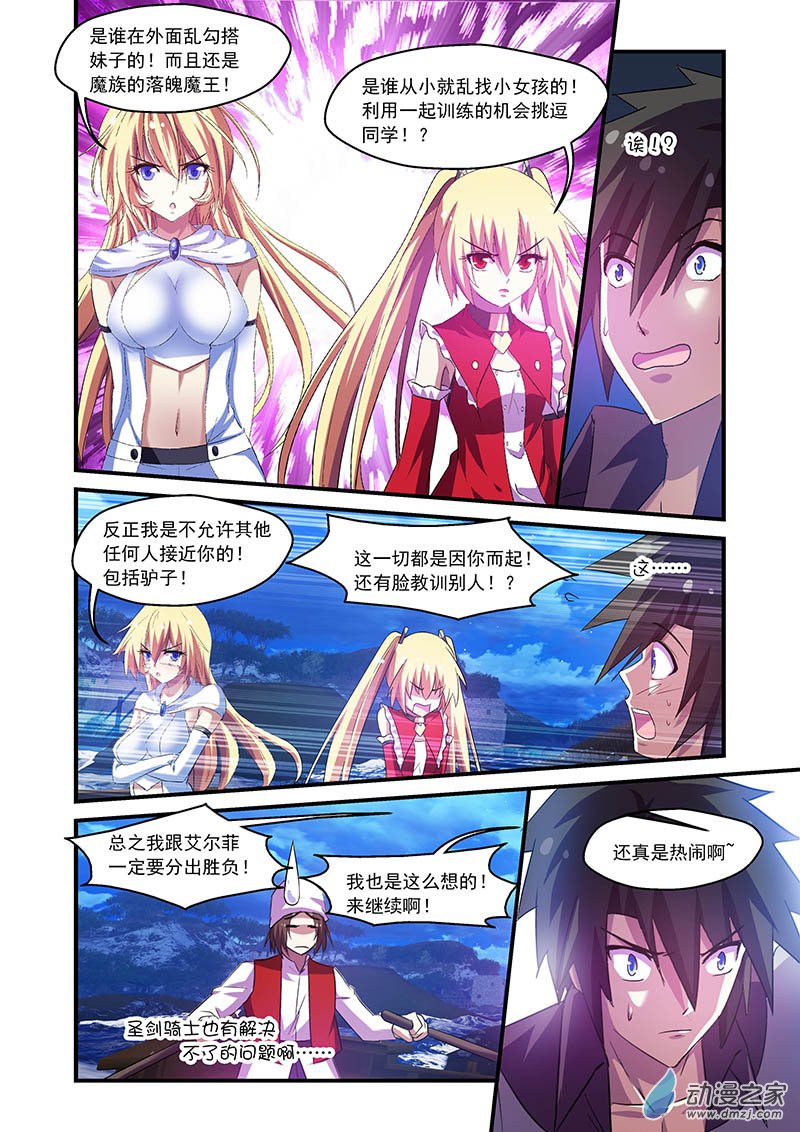 是谁在外面乱勾搭
妹子的！而且还是
魔族的落魄魔王！
是谁从小就乱找小女孩的！
利用一起训练的机会挑逗
同学！？
诶！？
反正我是不允许其他
任何人接近你的！
包括驴子！
这一切都是因你而起！
还有脸教训别人！？
这……
总之我跟艾尔菲
一定要分出胜负！
我也是这么想的！
来继续啊！
圣剑骑士也有解决
不了的问题啊……
还真是热闹啊~
动漫之家
www.dmzj.com